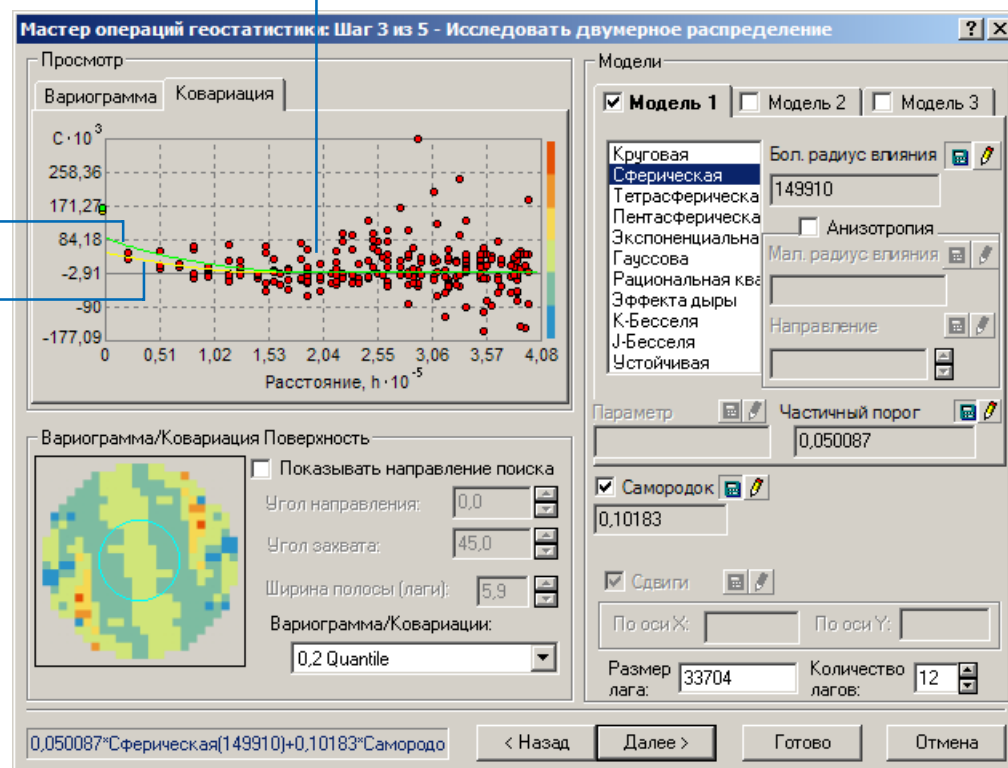 Мастер операций геостатистики: Шаг 3 из 5 - Исследовать двумерное распределение
Просмотр
Вариограмма
Ковариация
C·10 3
258,36
171,27
84,18
-2,91
-90
-177,09
0 0,51 1,02 1,53 2,04 2,55 3,06 3,57 4,08
Расстояние, h·10 -5
Вариограмма/Ковариация Поверхность
Показывать направление поиска
Угол направления: 0,0
Угол захвата: 45,0
Ширина полосы (лаги): 5,9
Вариограмма/Ковариации:
0,2 Quantile
Модели
Модель 1
Модель 2
Модель 3
Круговая
Сферическая
Тетрасферическа
Пентасферическа
Экспоненциальна
Гауссова
Рациональная ква
Эффекта дыры
К-Бесселя
J-Бесселя
Устойчивая
Бол. радиус влияния
149910
Анизотропия
Мал. радиус влияния
Направление
Параметр
Частичный порог
0,050087
Самородок
0,10183
Сдвиги
По оси X:
По оси Y:
Размер лага: 33704
Количество лагов: 12
0,050087*Сферическая(149910)+0,10183*Самородо
< Назад
Далее >
Готово
Отмена